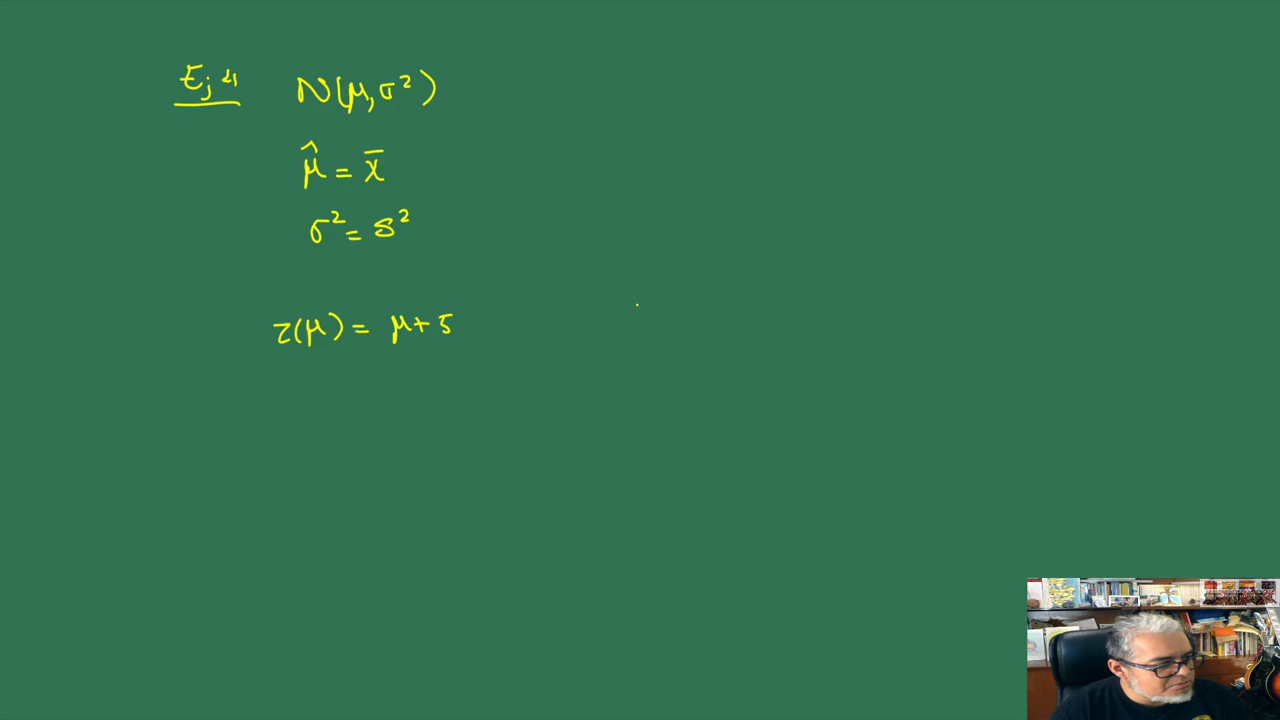 Ej 4 N(μ, σ²)
μ̂ = x̄
σ² = s²
τ(μ) = μ + 5